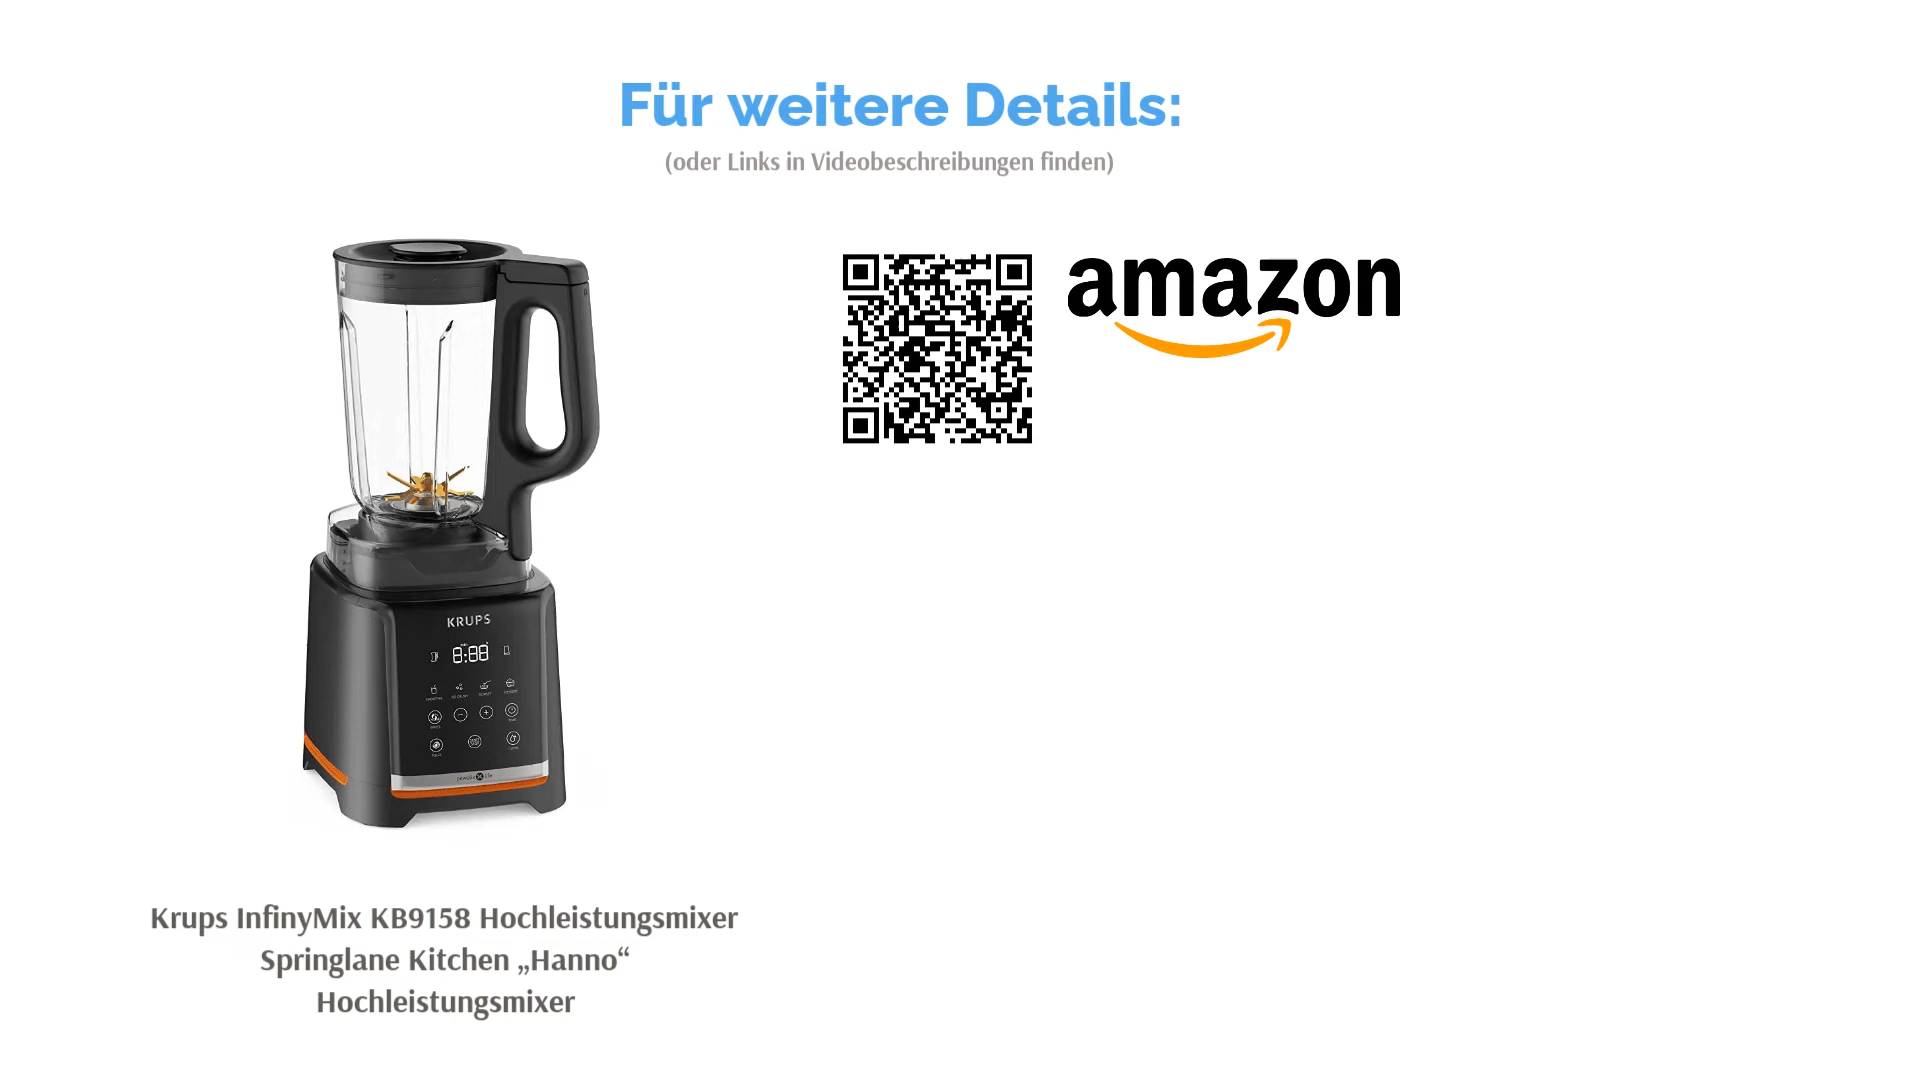 Für weitere Details:
(oder Links in Videobeschreibungen finden)
amazon
KRUPS
8:88
Krups InfinyMix KB9158 Hochleistungsmixer
Springlane Kitchen „Hanno“
Hochleistungsmixer